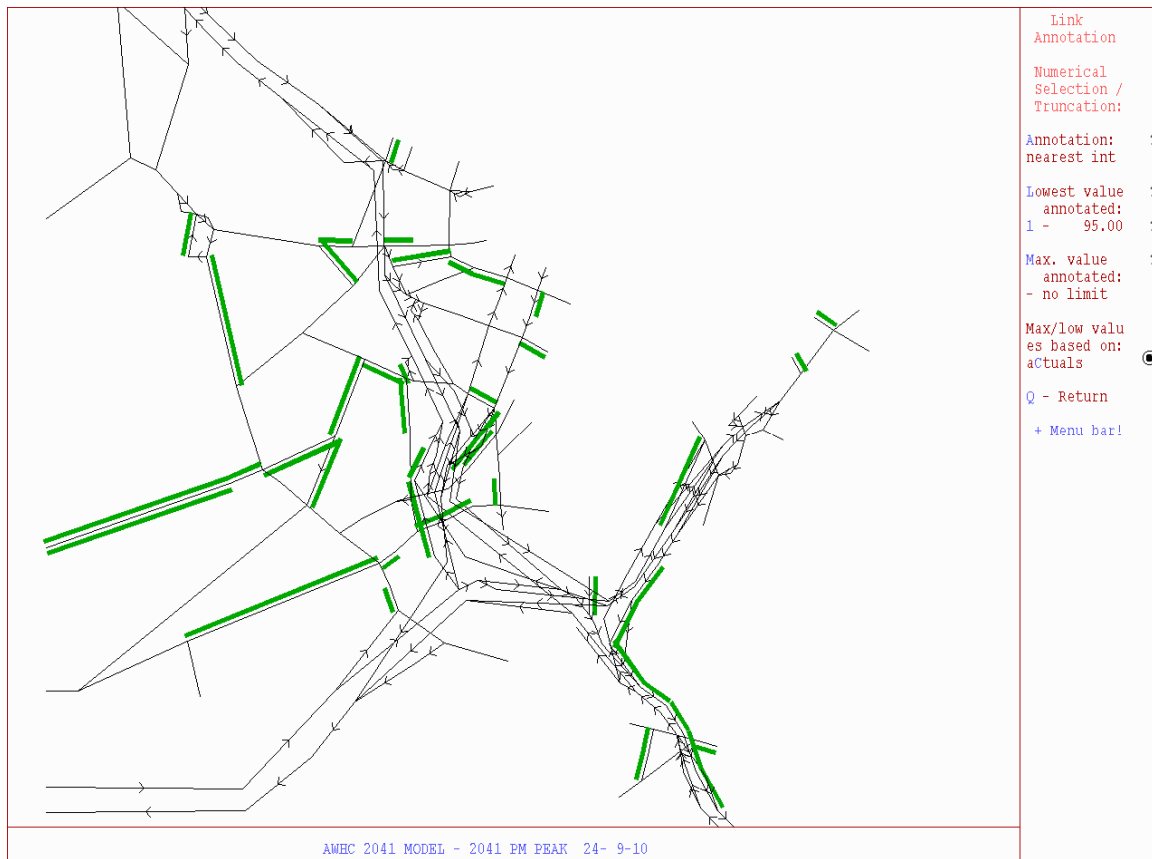 Link
Annotation
Numerical
Selection /
Truncation:
Annotation: ?
nearest int
Lowest value ?
annotated:
1 - 95.00 ?
Max. value ?
annotated:
- no limit
Max/low valu
es based on:
aCtuals
Q - Return
+ Menu bar!
AWHC 2041 MODEL - 2041 PM PEAK 24- 9-10